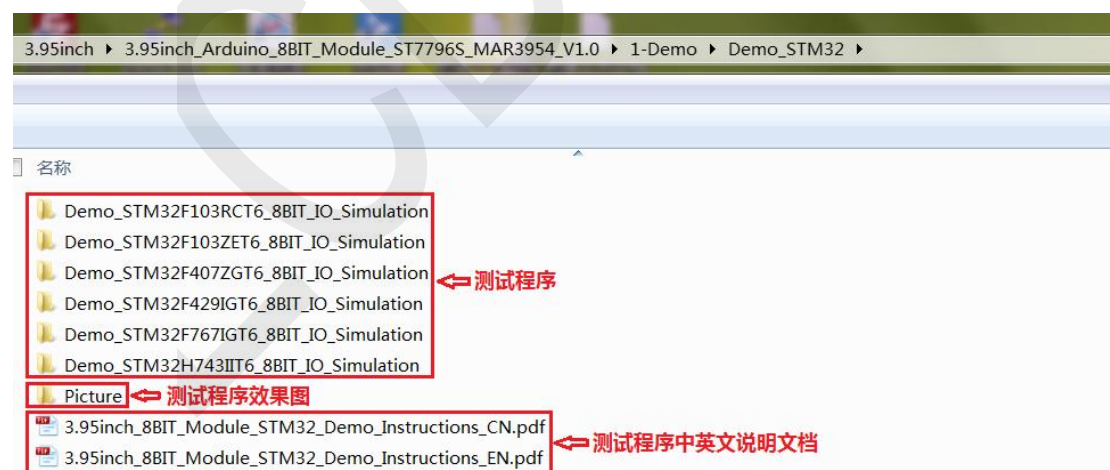 3.95inch ▸ 3.95inch_Arduino_8BIT_Module_ST7796S_MAR3954_V1.0 ▸ 1-Demo ▸ Demo_STM32 ▸
名称
Demo_STM32F103RCT6_8BIT_IO_Simulation
Demo_STM32F103ZET6_8BIT_IO_Simulation
Demo_STM32F407ZGT6_8BIT_IO_Simulation
测试程序
Demo_STM32F429IGT6_8BIT_IO_Simulation
Demo_STM32F767IGT6_8BIT_IO_Simulation
Demo_STM32H743IIT6_8BIT_IO_Simulation
Picture 测试程序效果图
3.95inch_8BIT_Module_STM32_Demo_Instructions_CN.pdf
测试程序中英文说明文档
3.95inch_8BIT_Module_STM32_Demo_Instructions_EN.pdf